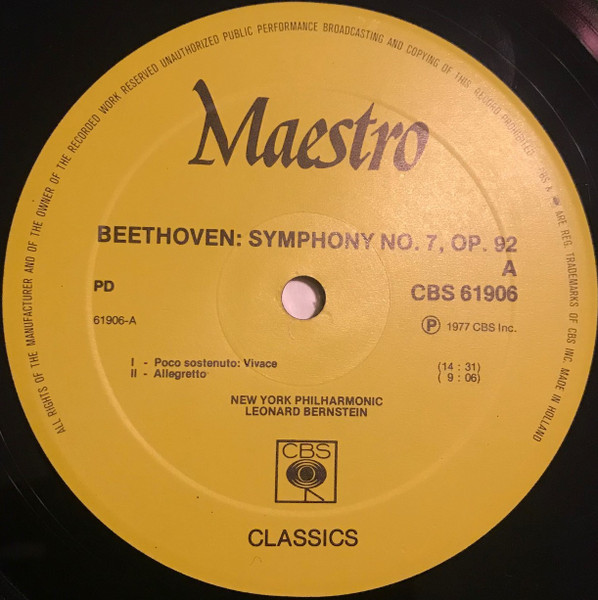 ALL RIGHTS OF THE MANUFACTURER AND OF THE OWNER OF THE RECORDED WORK RESERVED UNAUTHORIZED PUBLIC PERFORMANCE BROADCASTING AND COPYING OF THIS RECORD PROHIBITED CBS ARE REG. TRADEMARKS OF CBS INC. MADE IN HOLLAND
Maestro
BEETHOVEN: SYMPHONY NO. 7, OP. 92
A
PD CBS 61906
61906-A Ⓟ 1977 CBS Inc.
I - Poco sostenuto: Vivace (14 : 31)
II - Allegretto ( 9 : 06)
NEW YORK PHILHARMONIC
LEONARD BERNSTEIN
CBS
CLASSICS